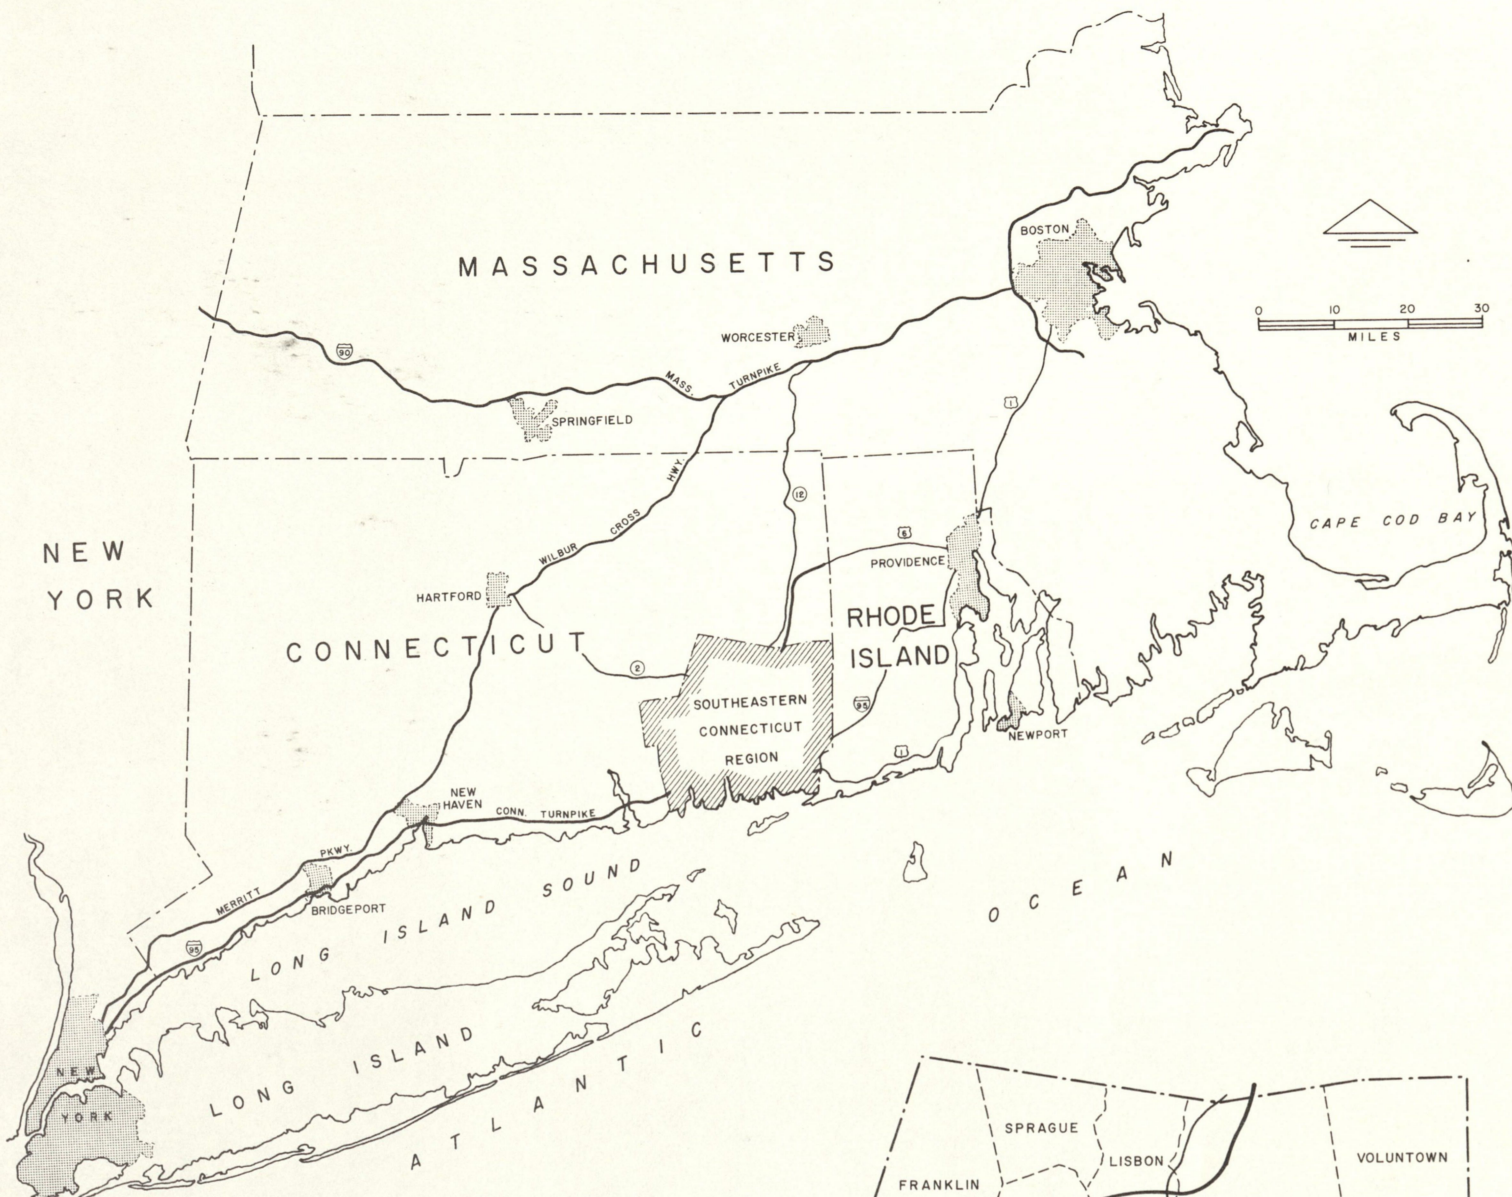 BOSTON
MASSACHUSETTS
0 10 20 30
MILES
WORCESTER
90
MASS. TURNPIKE
1
SPRINGFIELD
HWY.
12
CAPE COD BAY
CROSS
6
NEW
YORK
WILBUR
PROVIDENCE
HARTFORD
RHODE
ISLAND
CONNECTICUT
2
SOUTHEASTERN
CONNECTICUT
REGION
95
NEWPORT
1
NEW
HAVEN
CONN. TURNPIKE
PKWY.
MERRITT
BRIDGEPORT
LONG ISLAND SOUND
95
OCEAN
LONG ISLAND
ATLANTIC
NEW
YORK
SPRAGUE
LISBON
VOLUNTOWN
FRANKLIN